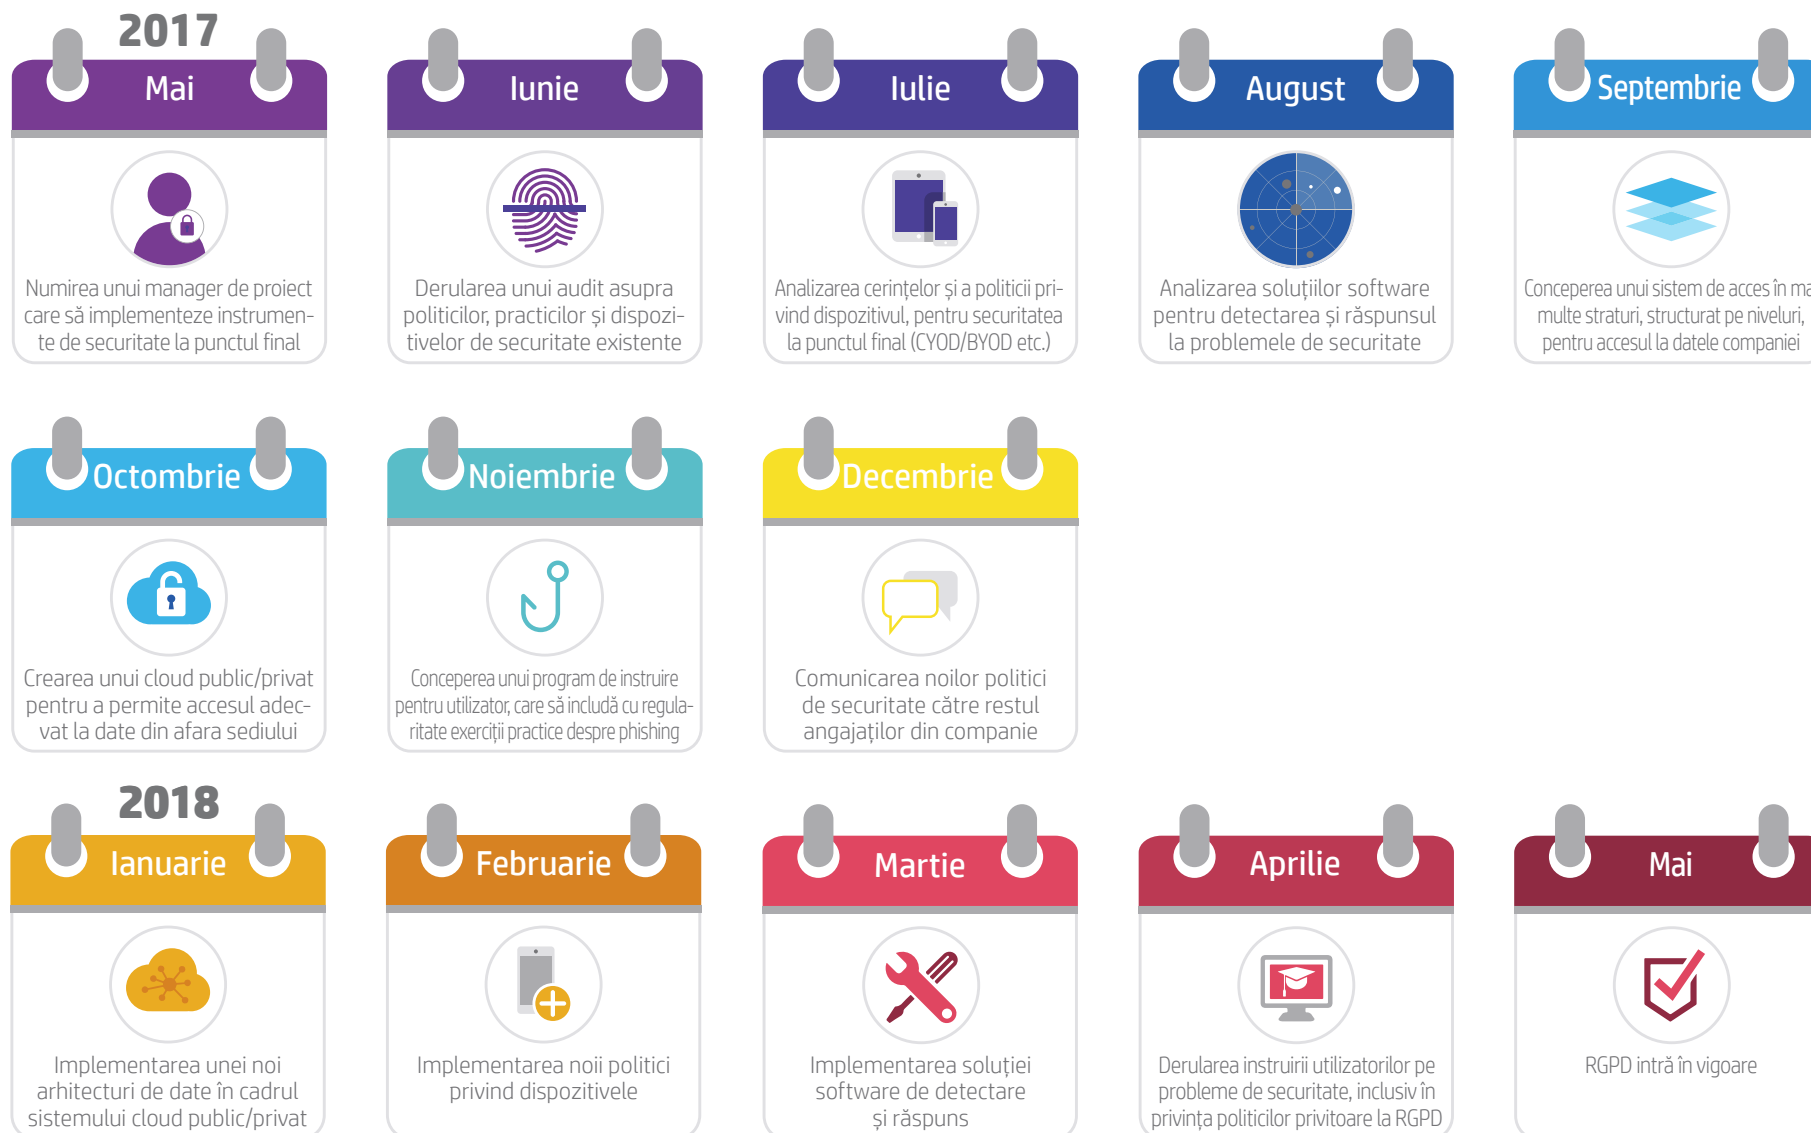 2017
Mai
Numirea unui manager de proiect
care să implementeze instrumen-
te de securitate la punctul final
Iunie
Derularea unui audit asupra
politicilor, practicilor și dispozi-
tivelor de securitate existente
Iulie
Analizarea cerințelor și a politicii pri-
vind dispozitivul, pentru securitatea
la punctul final (CYOD/BYOD etc.)
August
Analizarea soluțiilor software
pentru detectarea și răspunsul
la problemele de securitate
Septembrie
Conceperea unui sistem de acces în ma
multe straturi, structurat pe niveluri,
pentru accesul la datele companiei
Octombrie
Crearea unui cloud public/privat
pentru a permite accesul adec-
vat la date din afara sediului
Noiembrie
Conceperea unui program de instruire
pentru utilizator, care să includă cu regula-
ritate exerciții practice despre phishing
Decembrie
Comunicarea noilor politici
de securitate către restul
angajaților din companie
2018
Ianuarie
Implementarea unei noi
arhitecturi de date în cadrul
sistemului cloud public/privat
Februarie
Implementarea noii politici
privind dispozitivele
Martie
Implementarea soluției
software de detectare
și răspuns
Aprilie
Derularea instruirii utilizatorilor pe
probleme de securitate, inclusiv în
privința politicilor privitoare la RGPD
Mai
RGPD intră în vigoare